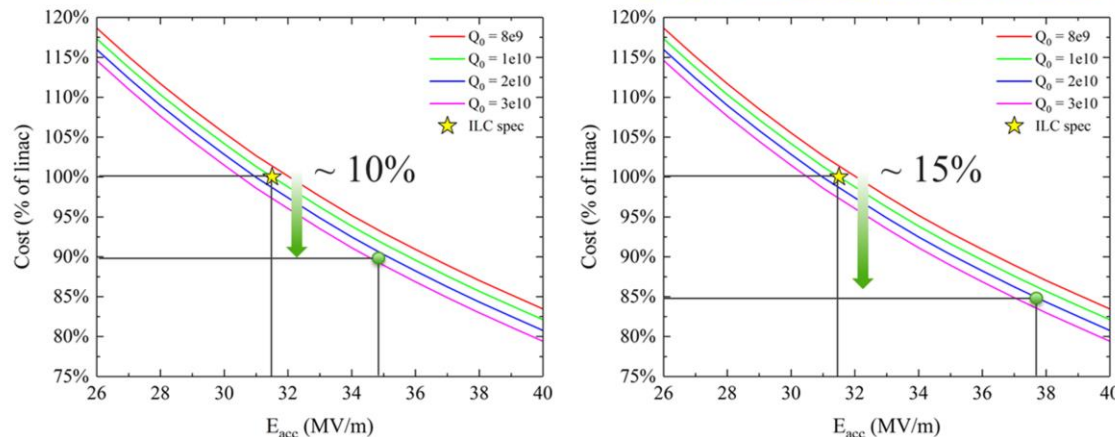 120%
115%
110%
105%
100%
95%
90%
85%
80%
75%
Cost (% of linac)
Q₀ = 8e9
Q₀ = 1e10
Q₀ = 2e10
Q₀ = 3e10
ILC spec
~ 10%
26 28 30 32 34 36 38 40
E_acc (MV/m)
120%
115%
110%
105%
100%
95%
90%
85%
80%
75%
Cost (% of linac)
Q₀ = 8e9
Q₀ = 1e10
Q₀ = 2e10
Q₀ = 3e10
ILC spec
~ 15%
26 28 30 32 34 36 38 40
E_acc (MV/m)